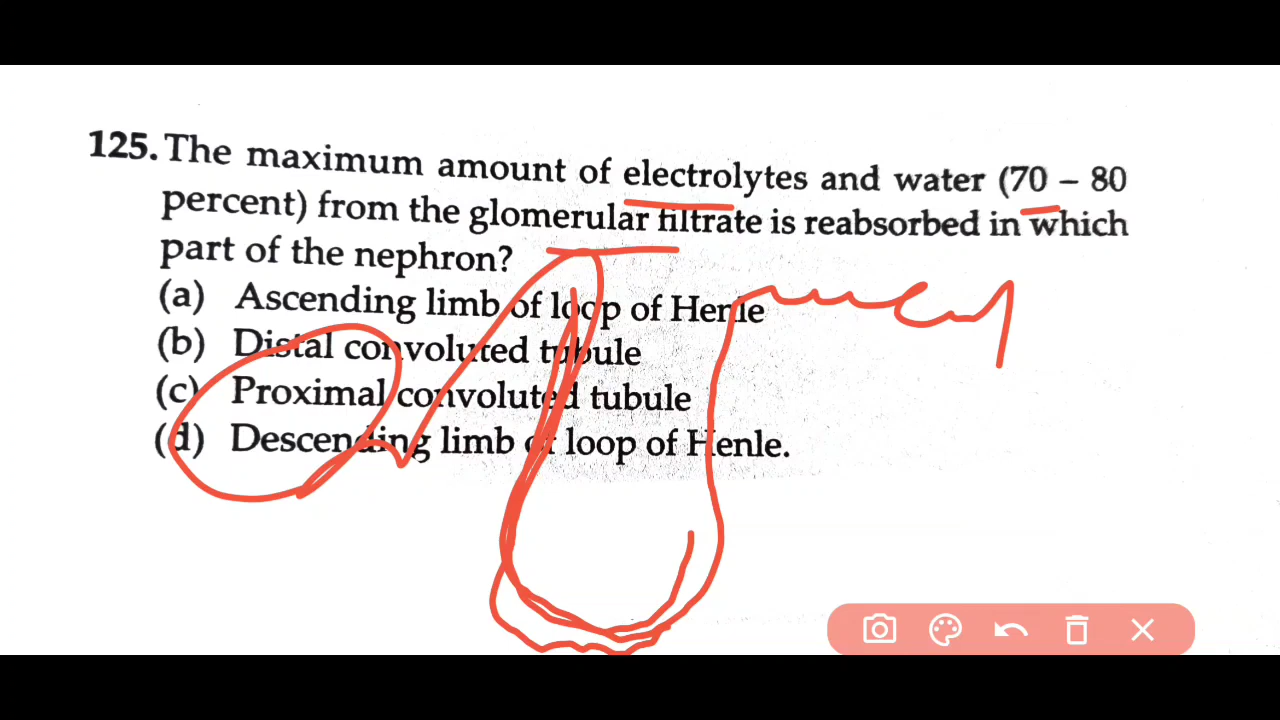 125. The maximum amount of electrolytes and water (70 – 80
percent) from the glomerular filtrate is reabsorbed in which
part of the nephron?
(a) Ascending limb of loop of Henle
(b) Distal convoluted tubule
(c) Proximal convoluted tubule
(d) Descending limb of loop of Henle.